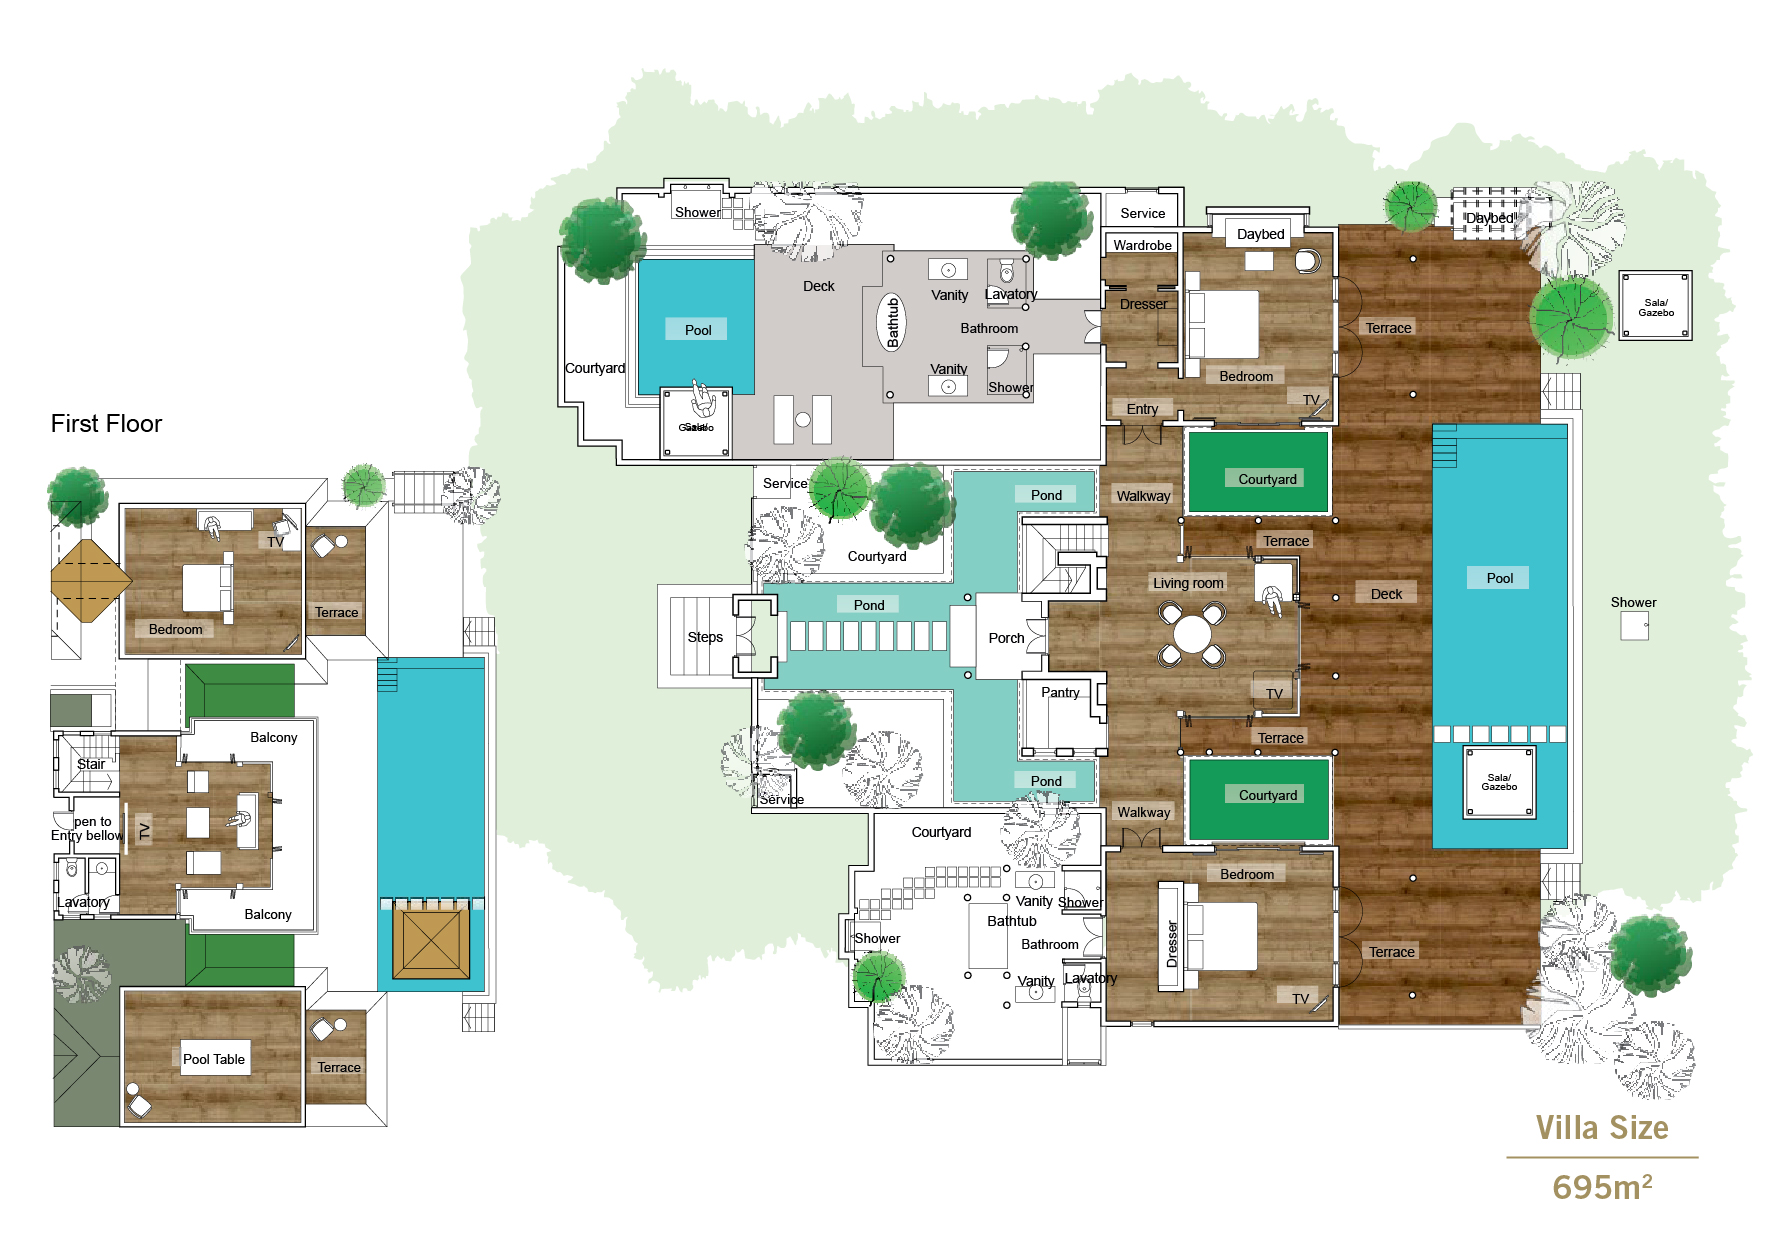 First Floor
TV
Bedroom
Terrace
Balcony
Stair
pen to
Entry bellow
TV
Lavatory
Balcony
Pool Table
Terrace
Shower
Deck
Pool
Courtyard
Sala/
Gazebo
Bathtub
Vanity
Lavatory
Bathroom
Vanity
Shower
Service
Wardrobe
Dresser
Entry
Daybed
Bedroom
TV
Terrace
Daybed
Sala/
Gazebo
Service
Courtyard
Pond
Walkway
Courtyard
Terrace
Living room
Deck
Pool
Shower
Pond
Steps
Porch
Pantry
TV
Terrace
Pond
Service
Walkway
Courtyard
Sala/
Gazebo
Courtyard
Vanity
Shower
Bathtub
Bathroom
Shower
Vanity
Lavatory
Dresser
Bedroom
TV
Terrace
Villa Size
695m²